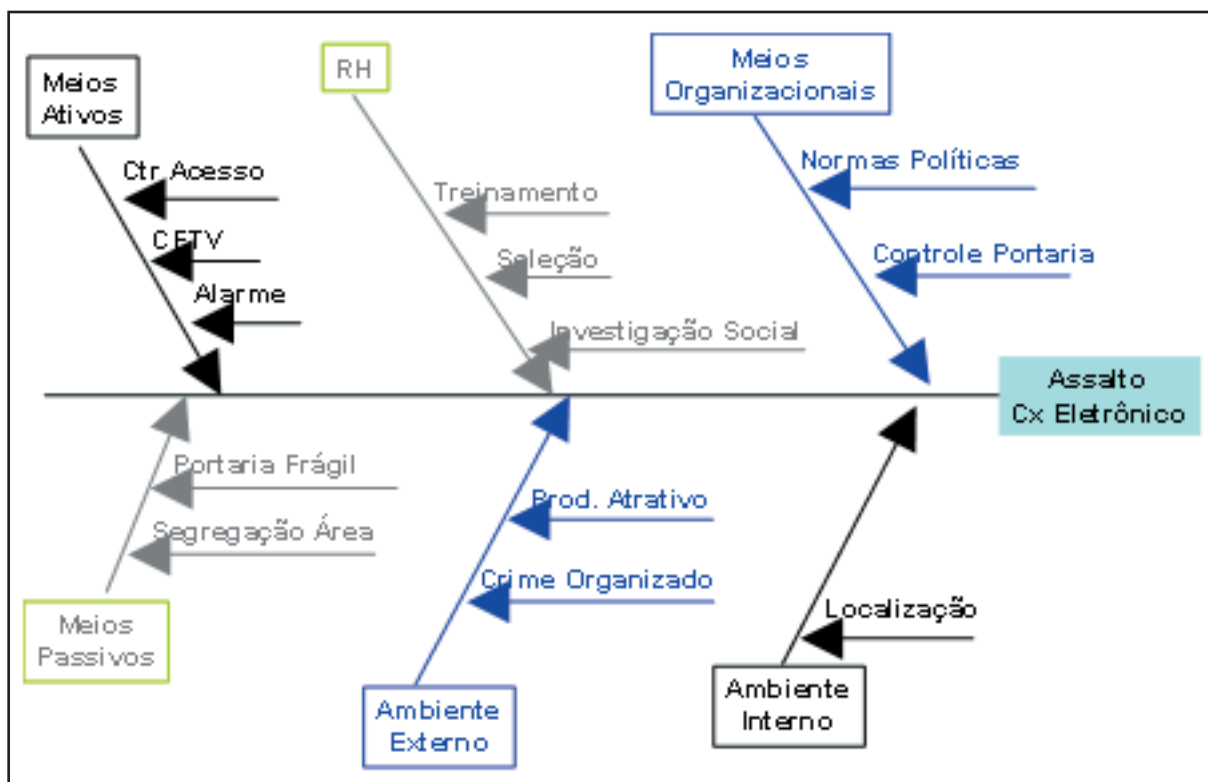 Meios
Ativos
RH
Meios
Organizacionais
Ctr Acesso
CFTV
Alarme
Treinamento
Seleção
Investigação Social
Normas Políticas
Controle Portaria
Assalto
Cx Eletrônico
Portaria Frágil
Segregação Área
Meios
Passivos
Prod. Atrativo
Crime Organizado
Ambiente
Externo
Localização
Ambiente
Interno